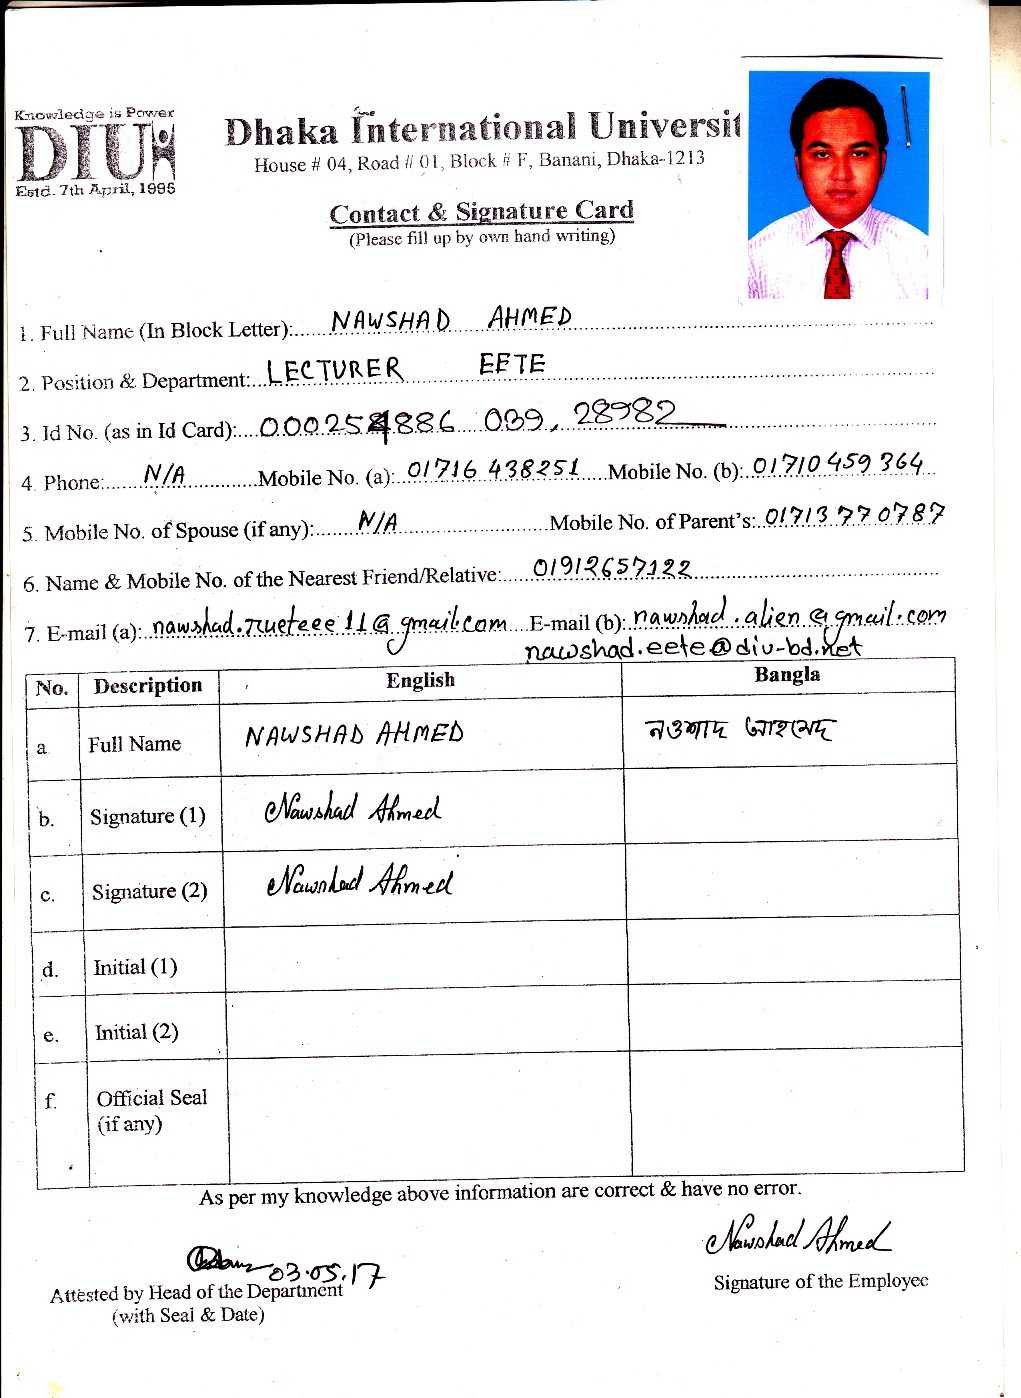 Knowledge is Power
DIU
Estd. 7th April, 1995
Dhaka International Universit
House # 04, Road # 01, Block # F, Banani, Dhaka-1213
Contact & Signature Card
(Please fill up by own hand writing)
1. Full Name (In Block Letter): NAWSHAD AHMED
2. Position & Department: LECTURER EETE
3. Id No. (as in Id Card): 000254886 039, 28982
4. Phone: N/A Mobile No. (a): 01716 438251 Mobile No. (b): 01710 459 364
5. Mobile No. of Spouse (if any): N/A Mobile No. of Parent's: 01713 770787
6. Name & Mobile No. of the Nearest Friend/Relative: 01912657122
7. E-mail (a): nawshad.rueteee11@gmail.com E-mail (b): nawshad.alien@gmail.com
nawshad.eete@diu-bd.net
No. Description English Bangla
a Full Name NAWSHAD AHMED নওশাদ আহমেদ
b. Signature (1) Nawshad Ahmed
c. Signature (2) Nawshad Ahmed
d. Initial (1)
e. Initial (2)
f. Official Seal
(if any)
As per my knowledge above information are correct & have no error.
Nawshad Ahmed
03.05.17
Attested by Head of the Department Signature of the Employee
(with Seal & Date)